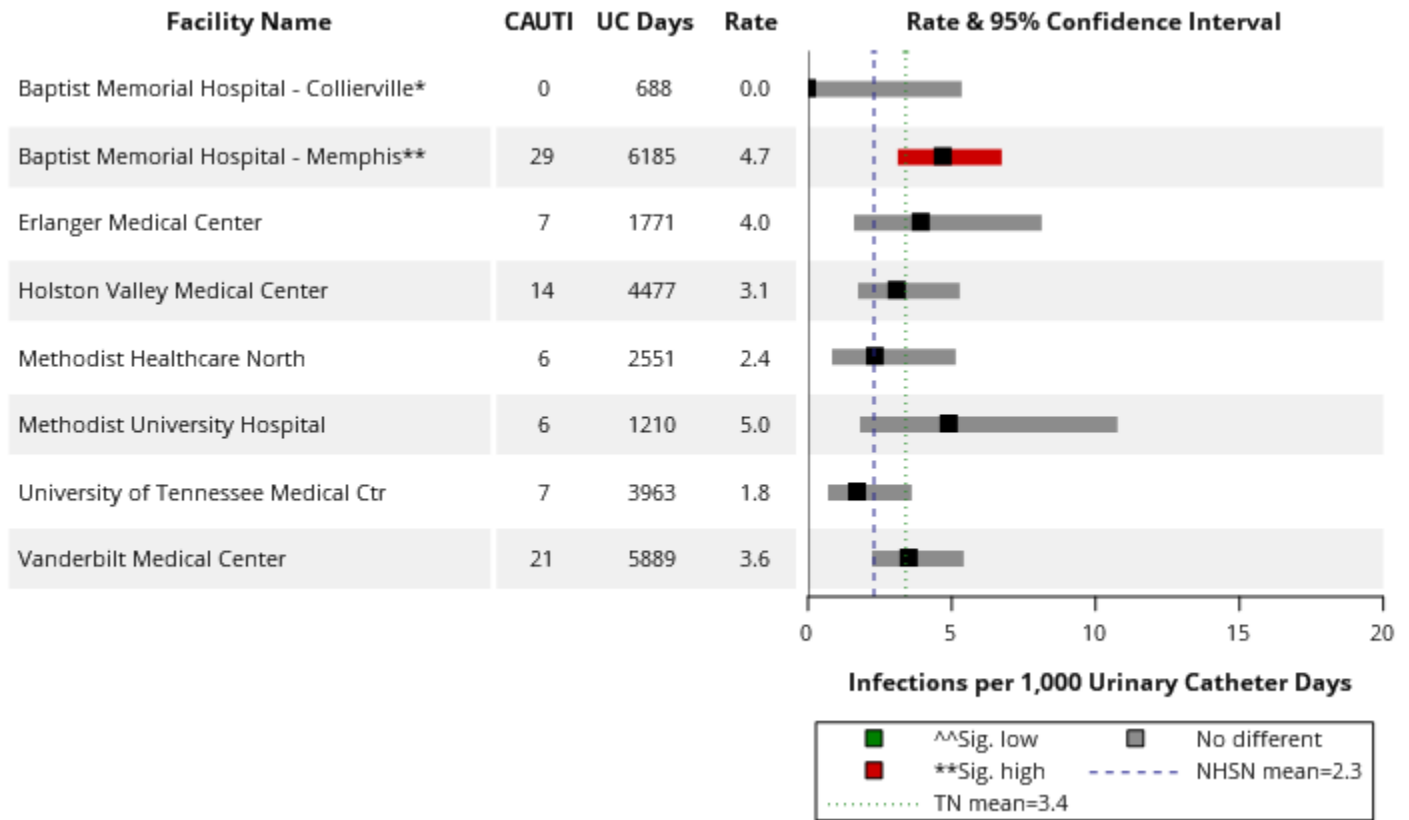 Facility Name CAUTI UC Days Rate Rate & 95% Confidence Interval
Baptist Memorial Hospital - Collierville* 0 688 0.0
Baptist Memorial Hospital - Memphis** 29 6185 4.7
Erlanger Medical Center 7 1771 4.0
Holston Valley Medical Center 14 4477 3.1
Methodist Healthcare North 6 2551 2.4
Methodist University Hospital 6 1210 5.0
University of Tennessee Medical Ctr 7 3963 1.8
Vanderbilt Medical Center 21 5889 3.6
0 5 10 15 20
Infections per 1,000 Urinary Catheter Days
^^Sig. low No different
**Sig. high NHSN mean=2.3
TN mean=3.4